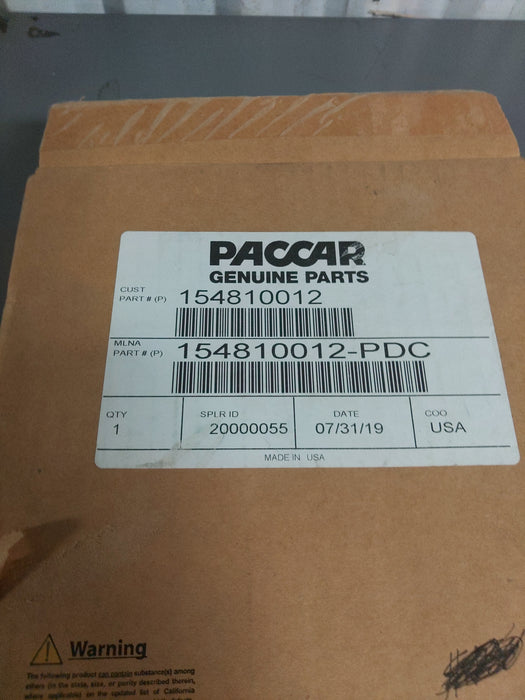 PACCAR
GENUINE PARTS
CUST
PART # (P) 154810012
MLNA
PART # (P) 154810012-PDC
QTY SPLR ID DATE COO
1 20000055 07/31/19 USA
MADE IN USA
Warning
The following product can contain substance(s) among
others (in the state, size, or purity described therein,
where applicable) on the updated list of California